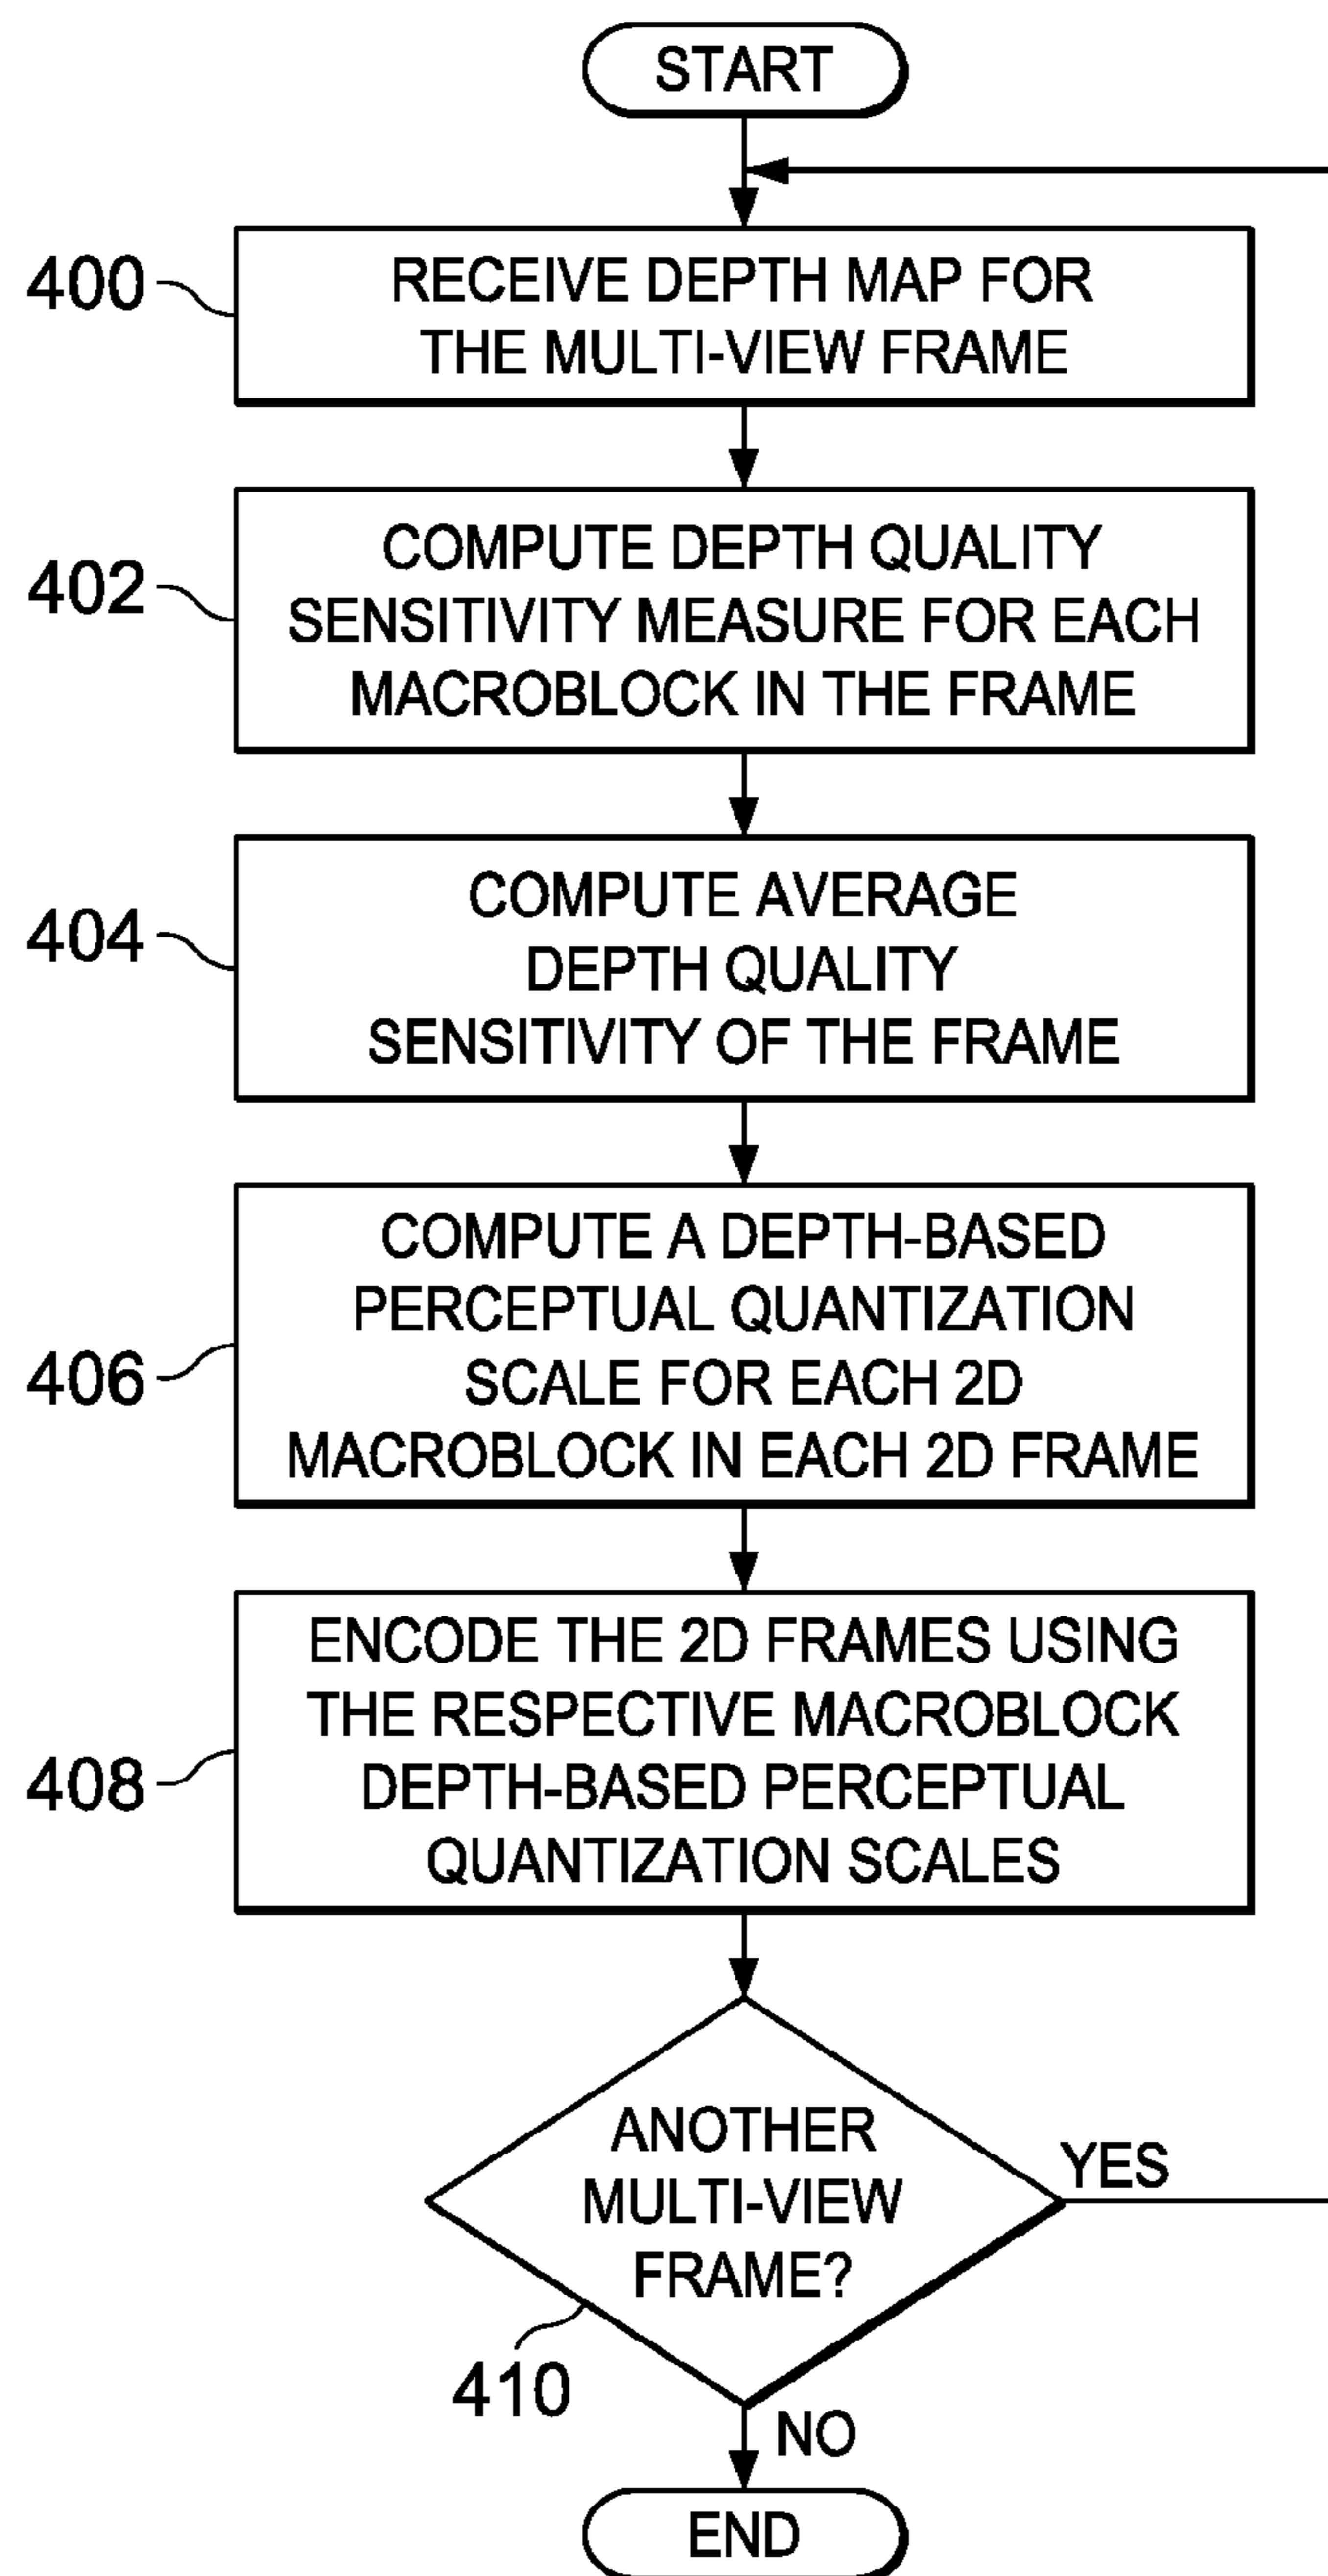 START
400
RECEIVE DEPTH MAP FOR
THE MULTI-VIEW FRAME
402
COMPUTE DEPTH QUALITY
SENSITIVITY MEASURE FOR EACH
MACROBLOCK IN THE FRAME
404
COMPUTE AVERAGE
DEPTH QUALITY
SENSITIVITY OF THE FRAME
406
COMPUTE A DEPTH-BASED
PERCEPTUAL QUANTIZATION
SCALE FOR EACH 2D
MACROBLOCK IN EACH 2D FRAME
408
ENCODE THE 2D FRAMES USING
THE RESPECTIVE MACROBLOCK
DEPTH-BASED PERCEPTUAL
QUANTIZATION SCALES
ANOTHER
MULTI-VIEW
FRAME?
YES
410
NO
END